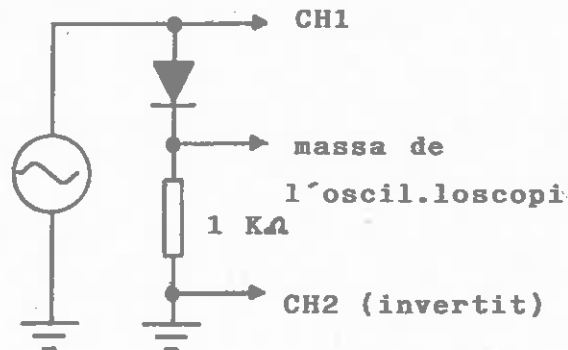 CH1
massa de
l´oscil.loscopi
1 KΩ
CH2 (invertit)